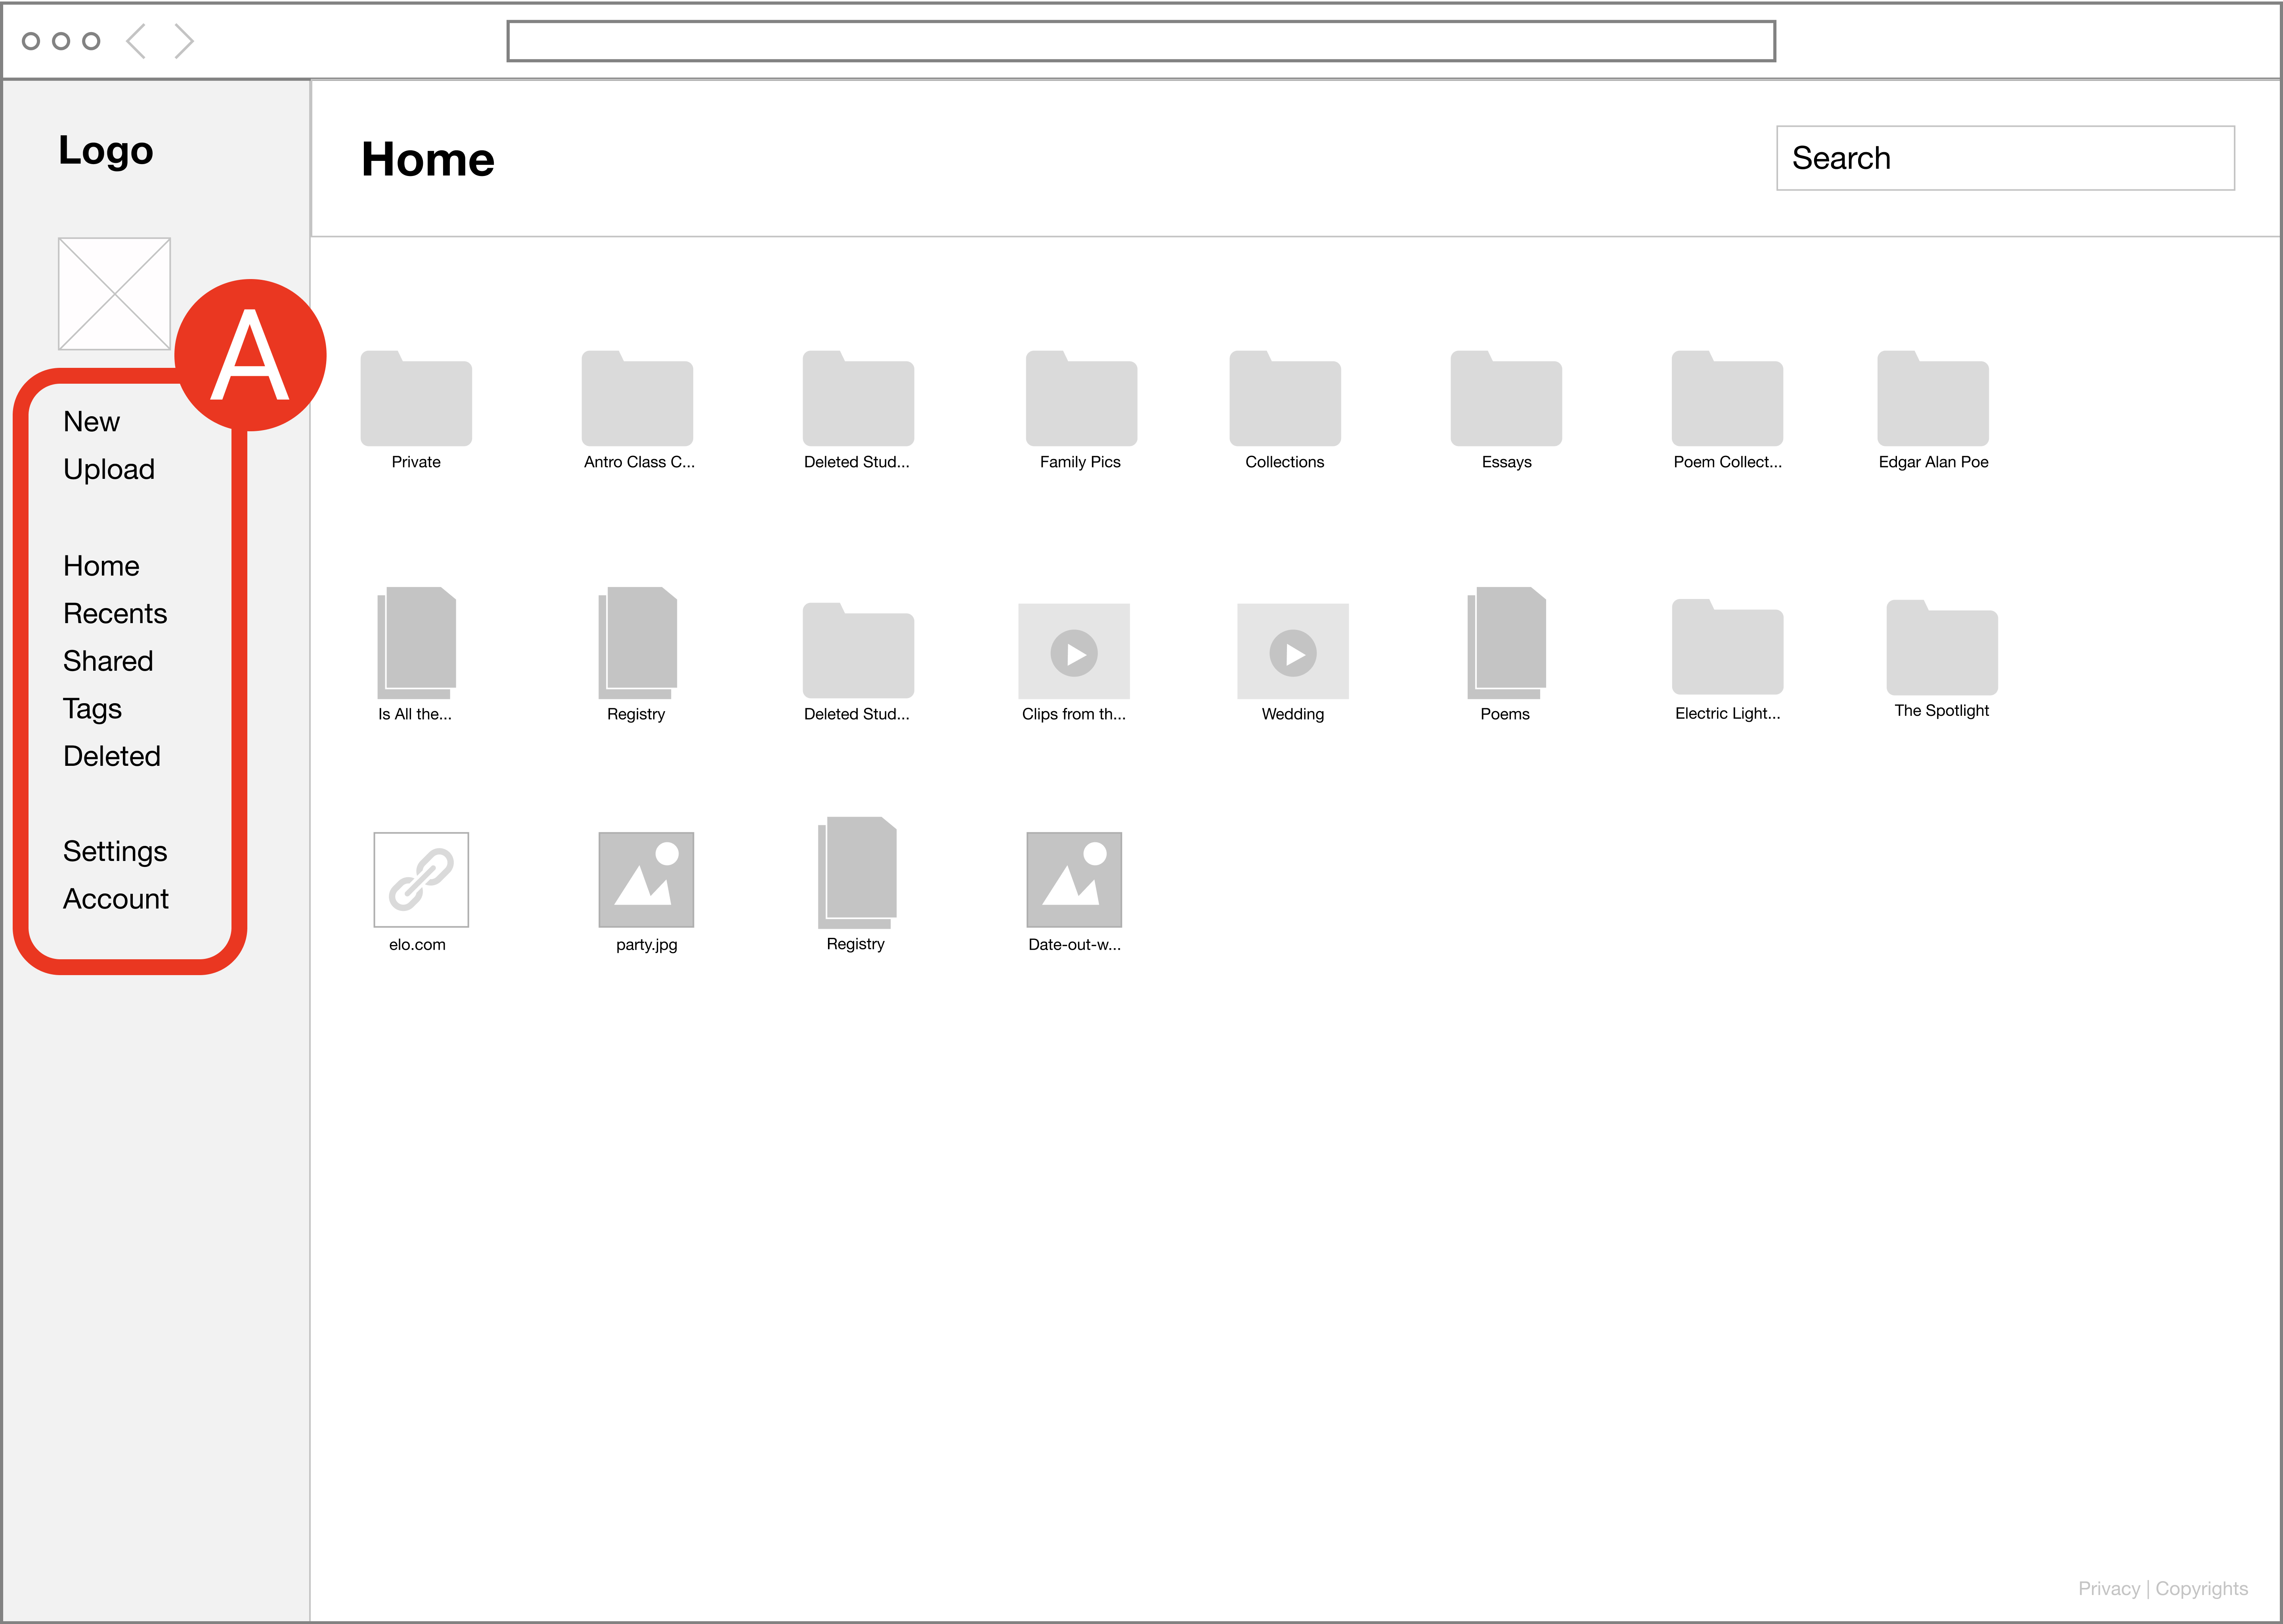 Logo
Home
Search
A
New
Upload
Home
Recents
Shared
Tags
Deleted
Settings
Account
Private
Antro Class C...
Deleted Stud...
Family Pics
Collections
Essays
Poem Collect...
Edgar Alan Poe
Is All the...
Registry
Deleted Stud...
Clips from th...
Wedding
Poems
Electric Light...
The Spotlight
elo.com
party.jpg
Registry
Date-out-w...
Privacy | Copyrights